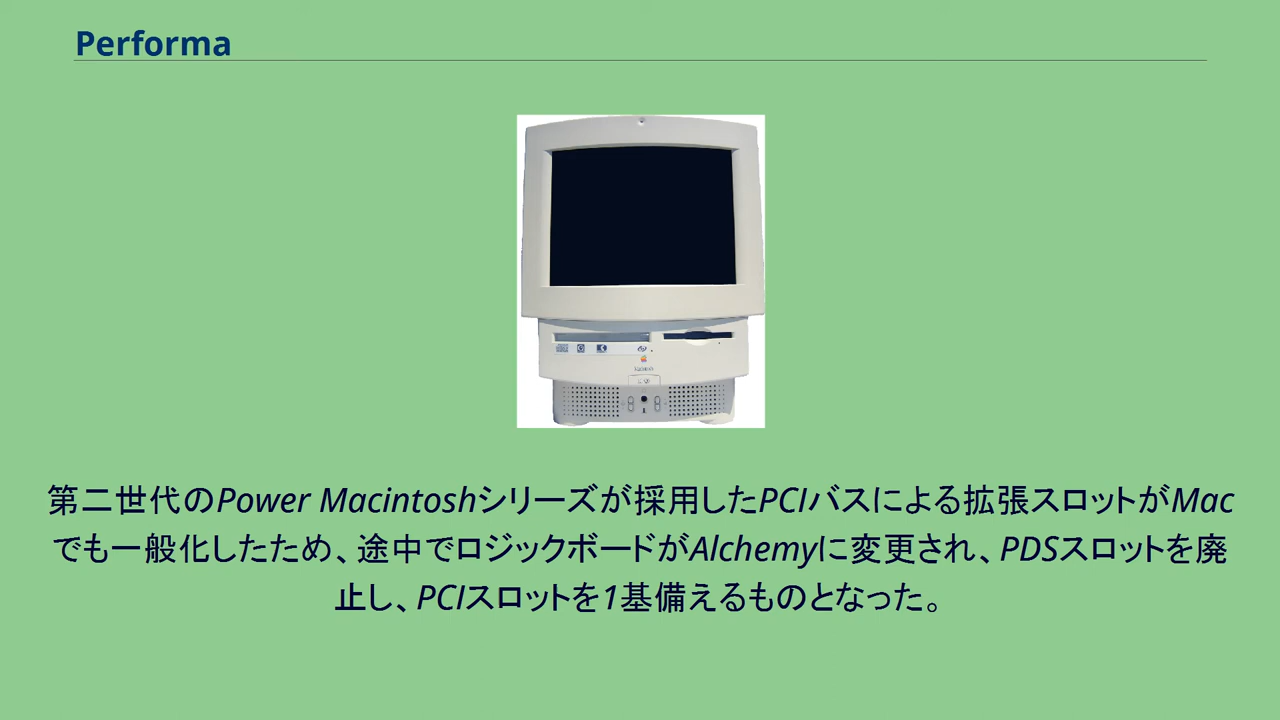 Performa
第二世代のPower Macintoshシリーズが採用したPCIバスによる拡張スロットがMac
でも一般化したため、途中でロジックボードがAlchemyに変更され、PDSスロットを廃
止し、PCIスロットを1基備えるものとなった。